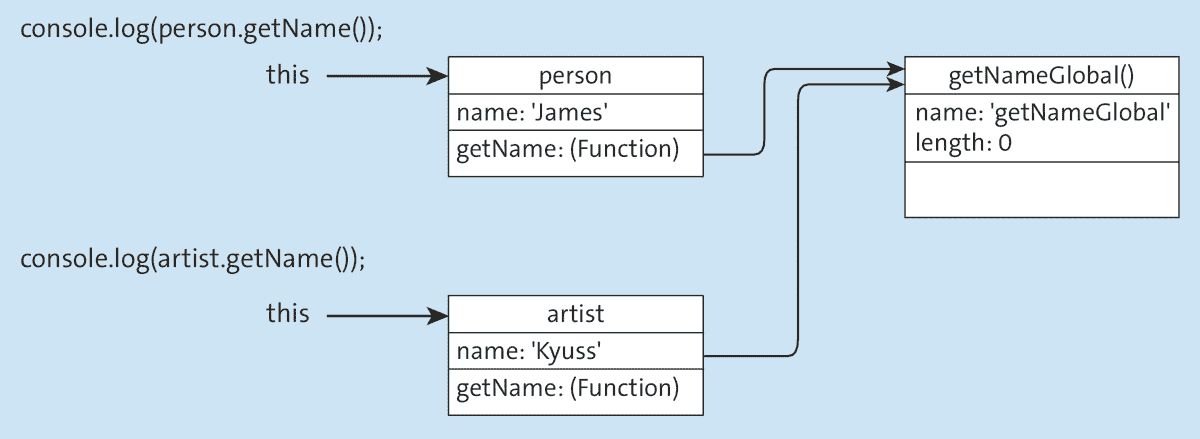 console.log(person.getName());
this
person
name: 'James'
getName: (Function)
getNameGlobal()
name: 'getNameGlobal'
length: 0
console.log(artist.getName());
this
artist
name: 'Kyuss'
getName: (Function)